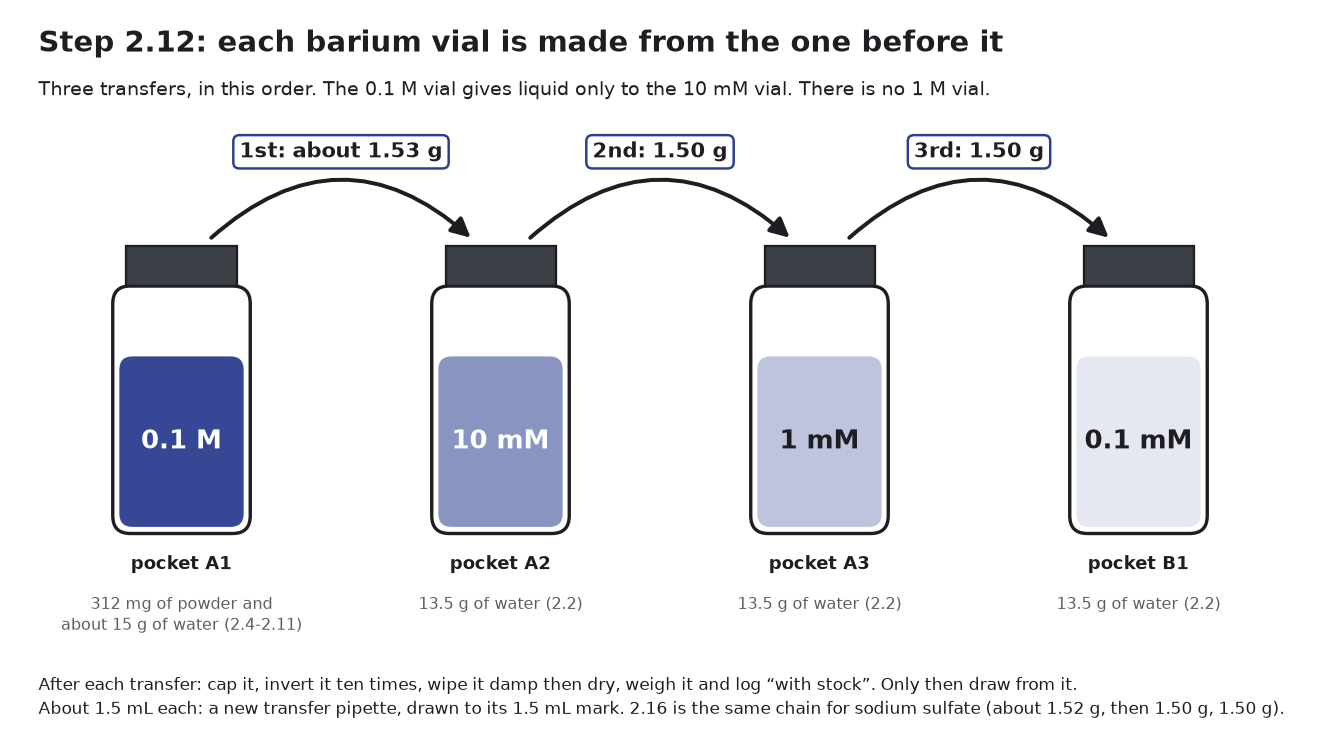 Step 2.12: each barium vial is made from the one before it
Three transfers, in this order. The 0.1 M vial gives liquid only to the 10 mM vial. There is no 1 M vial.
1st: about 1.53 g
2nd: 1.50 g
3rd: 1.50 g
0.1 M
10 mM
1 mM
0.1 mM
pocket A1
pocket A2
pocket A3
pocket B1
312 mg of powder and
about 15 g of water (2.4-2.11)
13.5 g of water (2.2)
13.5 g of water (2.2)
13.5 g of water (2.2)
After each transfer: cap it, invert it ten times, wipe it damp then dry, weigh it and log “with stock”. Only then draw from it.
About 1.5 mL each: a new transfer pipette, drawn to its 1.5 mL mark. 2.16 is the same chain for sodium sulfate (about 1.52 g, then 1.50 g, 1.50 g).